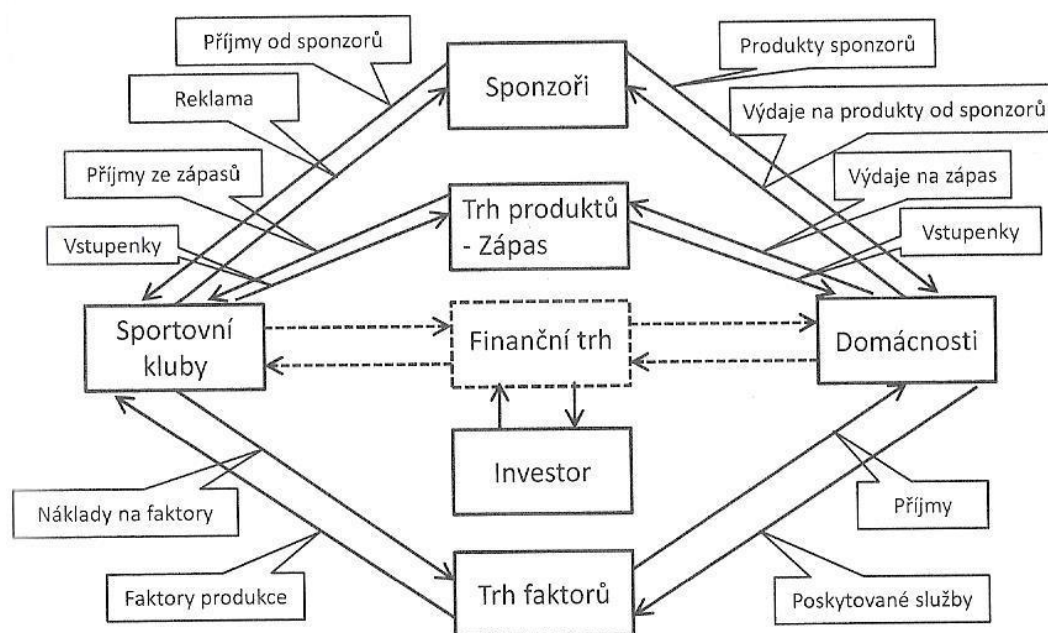 Příjmy od sponzorů
Produkty sponzorů
Sponzoři
Reklama
Výdaje na produkty od sponzorů
Příjmy ze zápasů
Výdaje na zápas
Trh produktů
- Zápas
Vstupenky
Vstupenky
Sportovní
kluby
Finanční trh
Domácnosti
Investor
Náklady na faktory
Příjmy
Faktory produkce
Trh faktorů
Poskytované služby